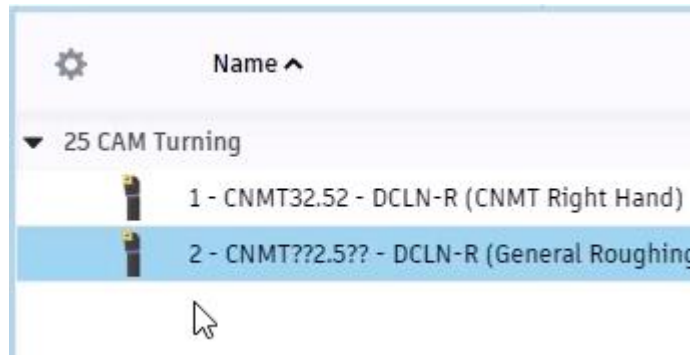 Name
25 CAM Turning
1 - CNMT32.52 - DCLN-R (CNMT Right Hand)
2 - CNMT??2.5?? - DCLN-R (General Roughing